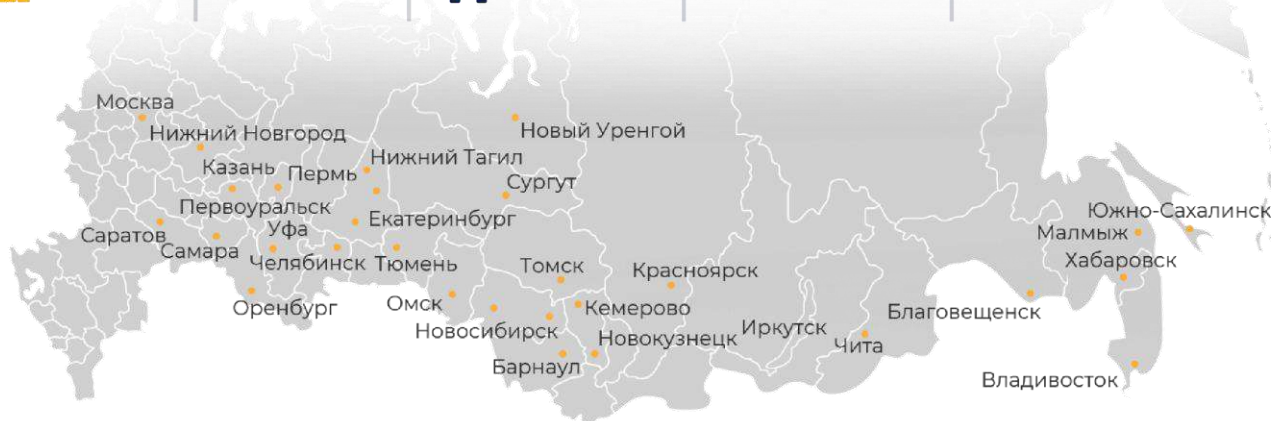 Москва
Нижний Новгород
Новый Уренгой
Казань
Пермь
Нижний Тагил
Сургут
Первоуральск
Екатеринбург
Саратов
Самара
Уфа
Челябинск
Тюмень
Томск
Красноярск
Южно-Сахалинск
Малмыж
Хабаровск
Оренбург
Омск
Кемерово
Новосибирск
Новокузнецк
Иркутск
Чита
Благовещенск
Барнаул
Владивосток